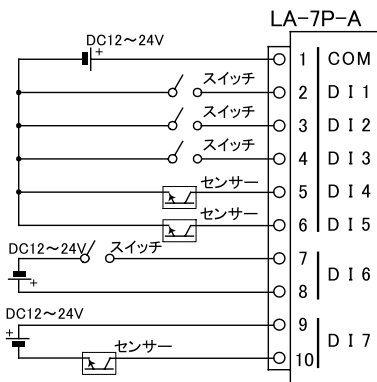 LA-7P-A
DC12～24V
+
1 COM
スイッチ
2 DI1
スイッチ
3 DI2
スイッチ
4 DI3
センサー
5 DI4
センサー
6 DI5
DC12～24V スイッチ
7
DI6
+
8
DC12～24V
+
9
DI7
センサー
10